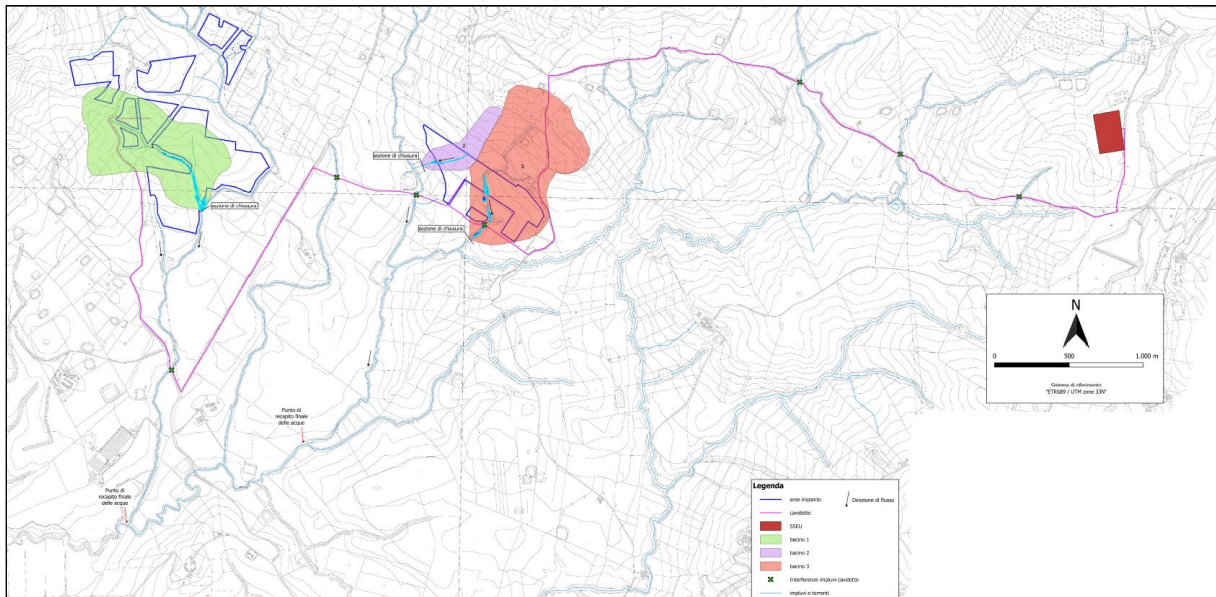 1
sezione di chiusura
sezione di chiusura
2
3
sezione di chiusura
N
0 500 1.000 m
Sistema di riferimento
"ETRS89 / UTM zone 33N"
Punto di
recapito finale
delle acque
Punto di
recapito finale
delle acque
Legenda
aree impianto
Direzione di flusso
cavidotto
SSEU
bacino 1
bacino 2
bacino 3
Interferenze impluvi-cavidotto
impluvi e torrenti